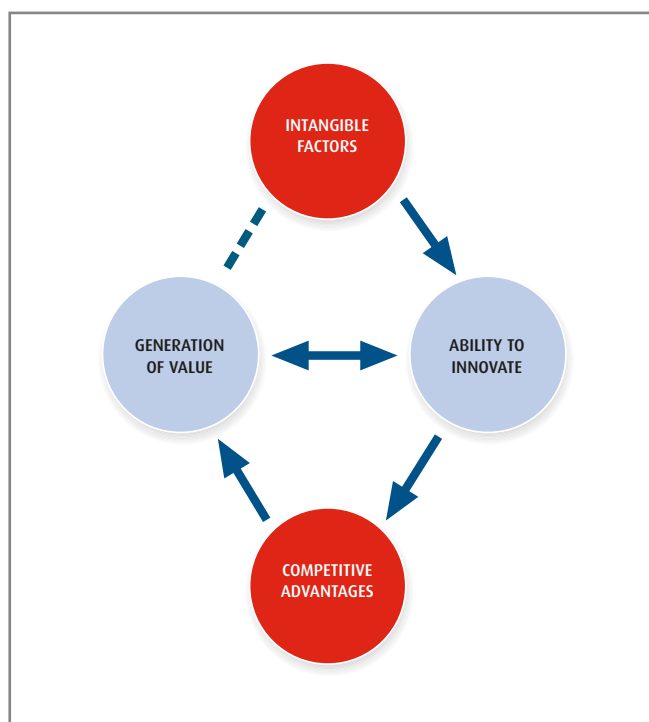 INTANGIBLE
FACTORS
GENERATION
OF VALUE
ABILITY TO
INNOVATE
COMPETITIVE
ADVANTAGES